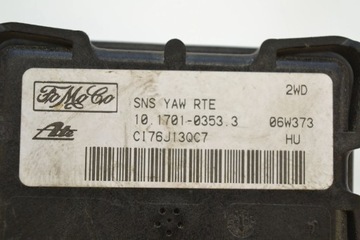 FoMoCo
SNS YAW RTE 2WD
Ate 10.1701-0353.3 06W373
C176J13QC7 HU